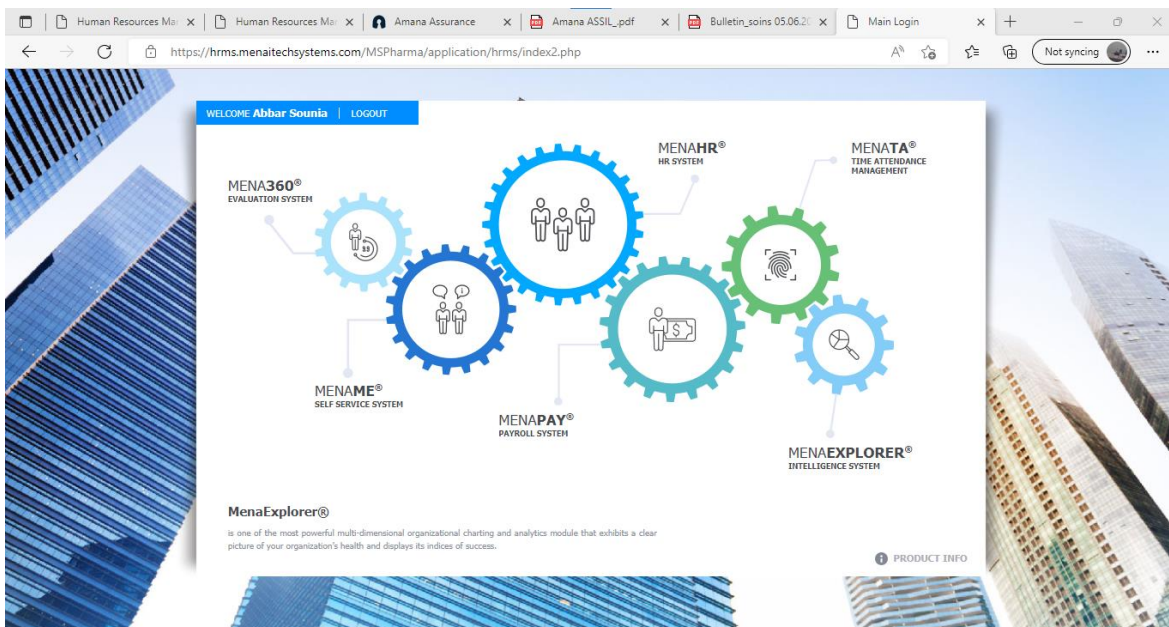 Human Resources Ma
Human Resources Ma
Amana Assurance
Amana ASSIL_.pdf
Bulletin_soins 05.06.20
Main Login
https://hrms.menaitechsystems.com/MSPharma/application/hrms/index2.php
Not syncing
WELCOME Abbar Sounia | LOGOUT
MENAHR®
HR SYSTEM
MENATA®
TIME ATTENDANCE
MANAGEMENT
MENA360®
EVALUATION SYSTEM
MENAME®
SELF SERVICE SYSTEM
MENAPAY®
PAYROLL SYSTEM
MENAEXPLORER®
INTELLIGENCE SYSTEM
MenaExplorer®
is one of the most powerful multi-dimensional organizational charting and analytics module that exhibits a clear
picture of your organization's health and displays its indices of success.
PRODUCT INFO